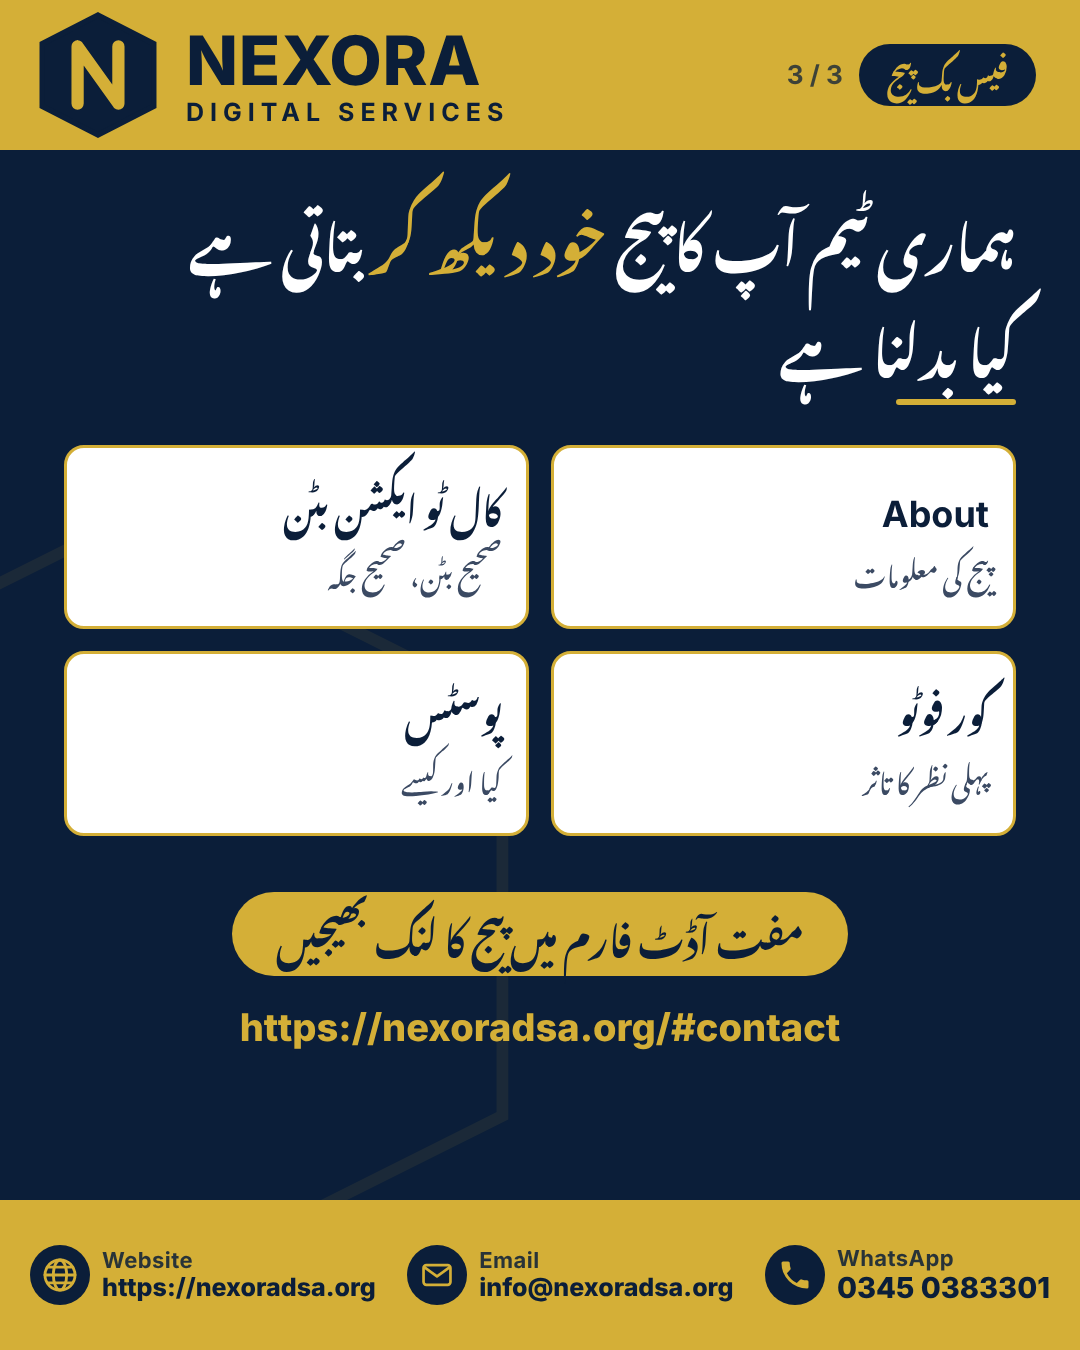 NEXORA
DIGITAL SERVICES
3 / 3
فیس بک پیج
ہماری ٹیم آپ کا پیج خود دیکھ کر بتاتی ہے
کیا بدلنا ہے
About
پیج کی معلومات
کال ٹو ایکشن بٹن
صحیح بٹن، صحیح جگہ
کور فوٹو
پہلی نظر کا تاثر
پوسٹس
کیا اور کیسے
مفت آڈٹ فارم میں پیج کا لنک بھیجیں
https://nexoradsa.org/#contact
Website
https://nexoradsa.org
Email
info@nexoradsa.org
WhatsApp
0345 0383301